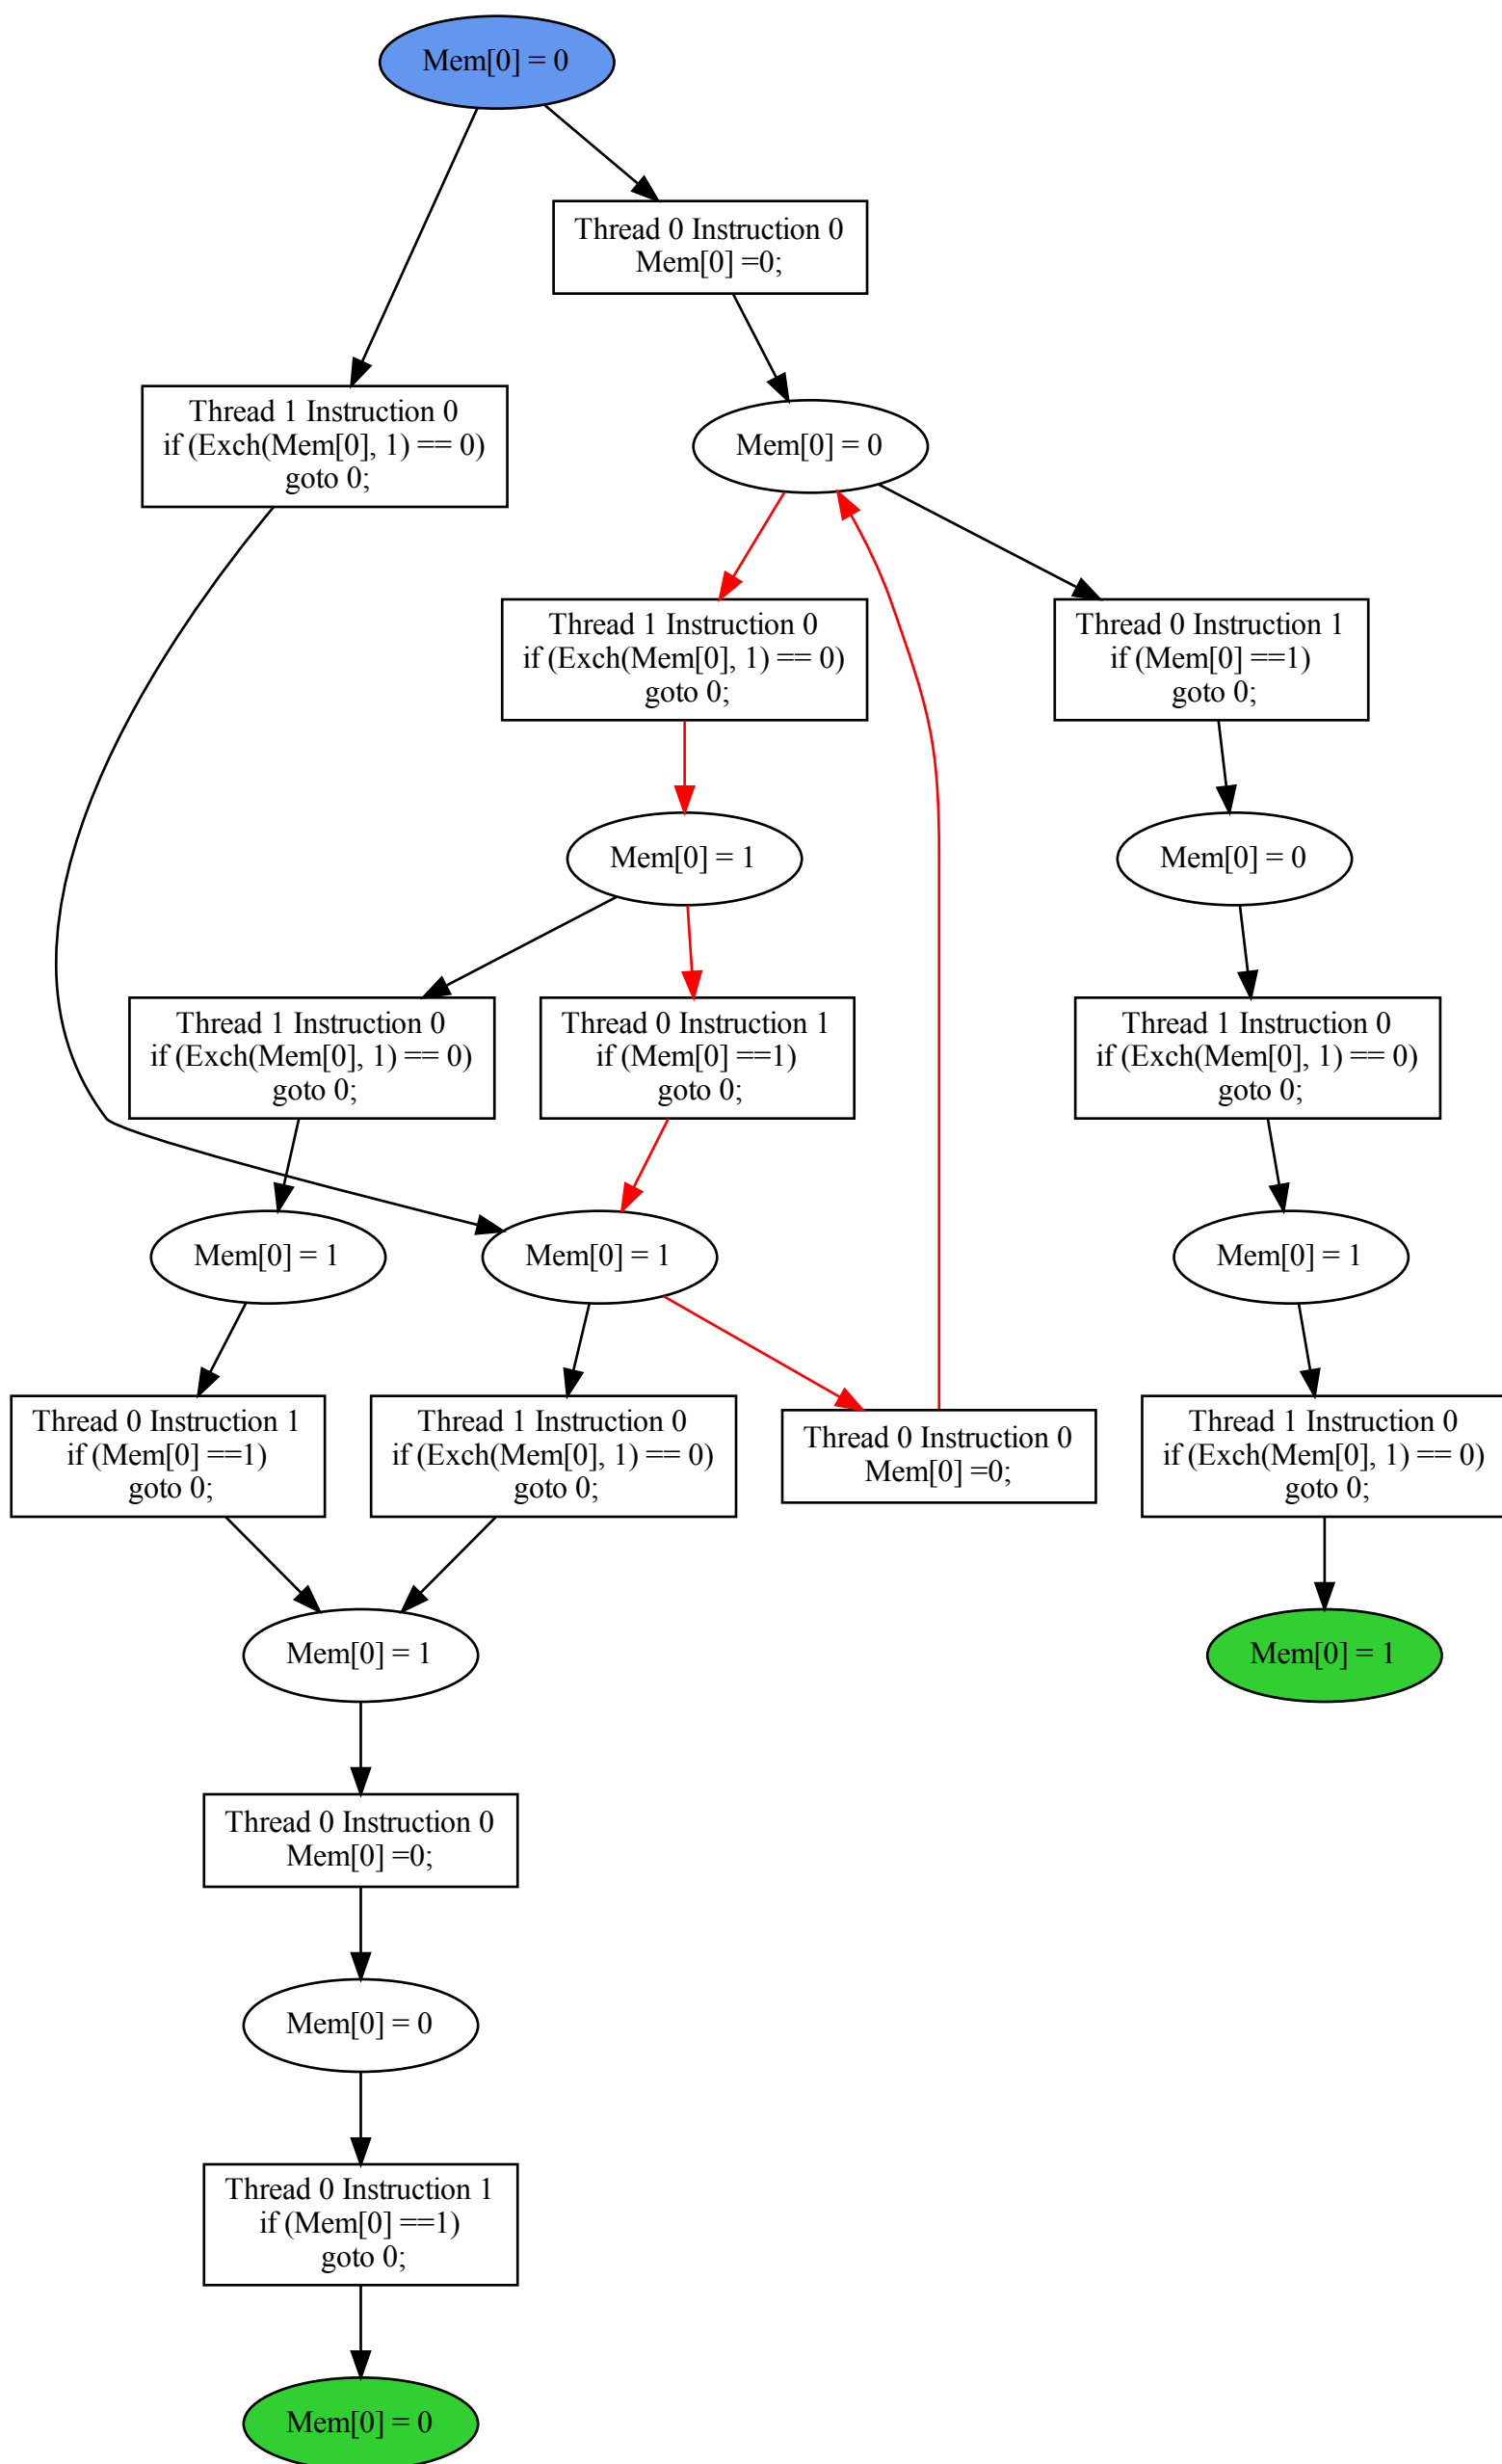 Mem[0] = 0
Thread 0 Instruction 0
Mem[0] =0;
Thread 1 Instruction 0
if (Exch(Mem[0], 1) == 0)
goto 0;
Mem[0] = 0
Thread 1 Instruction 0
if (Exch(Mem[0], 1) == 0)
goto 0;
Thread 0 Instruction 1
if (Mem[0] ==1)
goto 0;
Mem[0] = 1
Mem[0] = 0
Thread 1 Instruction 0
if (Exch(Mem[0], 1) == 0)
goto 0;
Thread 0 Instruction 1
if (Mem[0] ==1)
goto 0;
Thread 1 Instruction 0
if (Exch(Mem[0], 1) == 0)
goto 0;
Mem[0] = 1
Mem[0] = 1
Mem[0] = 1
Thread 0 Instruction 1
if (Mem[0] ==1)
goto 0;
Thread 1 Instruction 0
if (Exch(Mem[0], 1) == 0)
goto 0;
Thread 0 Instruction 0
Mem[0] =0;
Thread 1 Instruction 0
if (Exch(Mem[0], 1) == 0)
goto 0;
Mem[0] = 1
Mem[0] = 1
Thread 0 Instruction 0
Mem[0] =0;
Mem[0] = 0
Thread 0 Instruction 1
if (Mem[0] ==1)
goto 0;
Mem[0] = 0